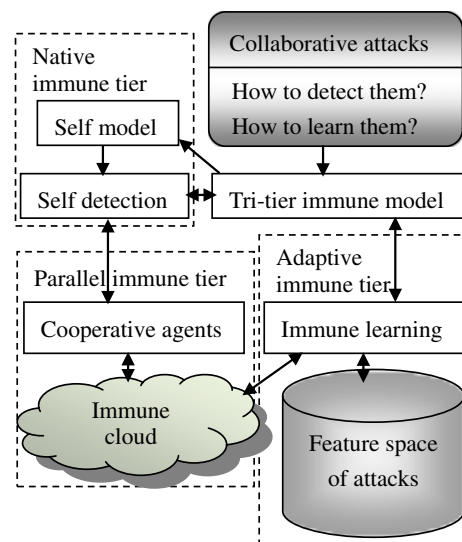 Native
immune tier
Collaborative attacks
How to detect them?
How to learn them?
Self model
Self detection
Tri-tier immune model
Parallel immune tier
Adaptive
immune tier
Cooperative agents
Immune learning
Immune
cloud
Feature space
of attacks